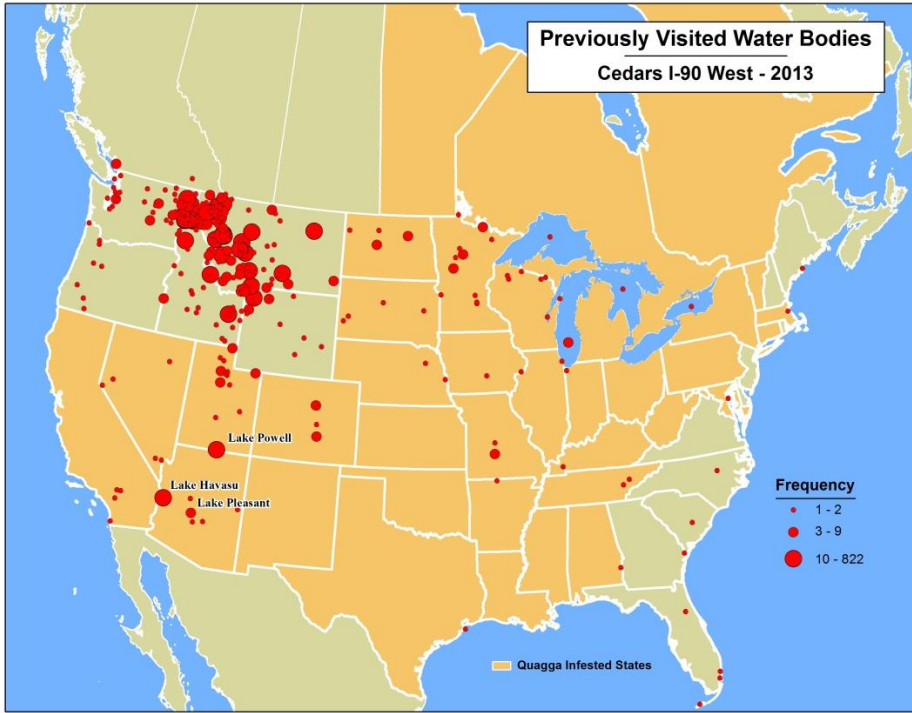 Previously Visited Water Bodies
Cedars I-90 West - 2013
Lake Powell
Lake Havasu
Lake Pleasant
Frequency
1 - 2
3 - 9
10 - 822
Quagga Infested States